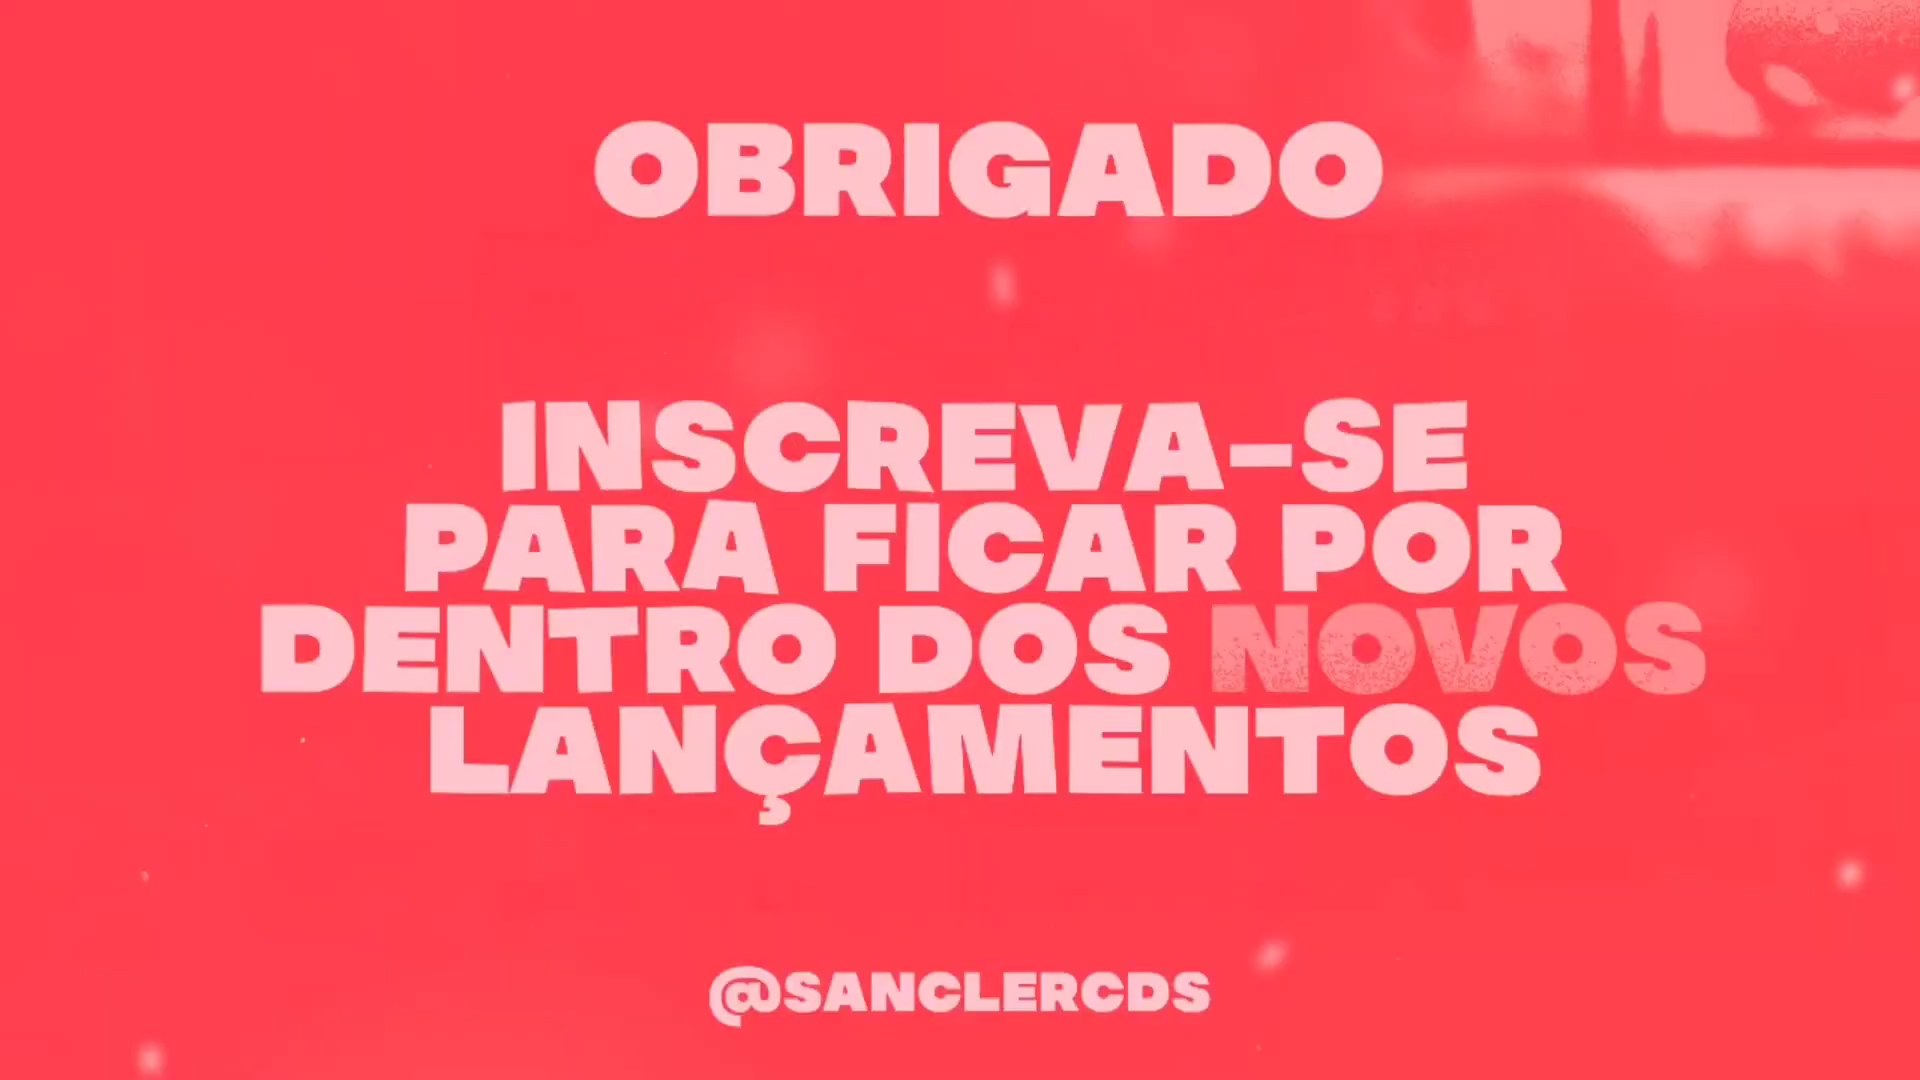 OBRIGADO
INSCREVA-SE
PARA FICAR POR
DENTRO DOS NOVOS
LANÇAMENTOS
@SANCLERCDS